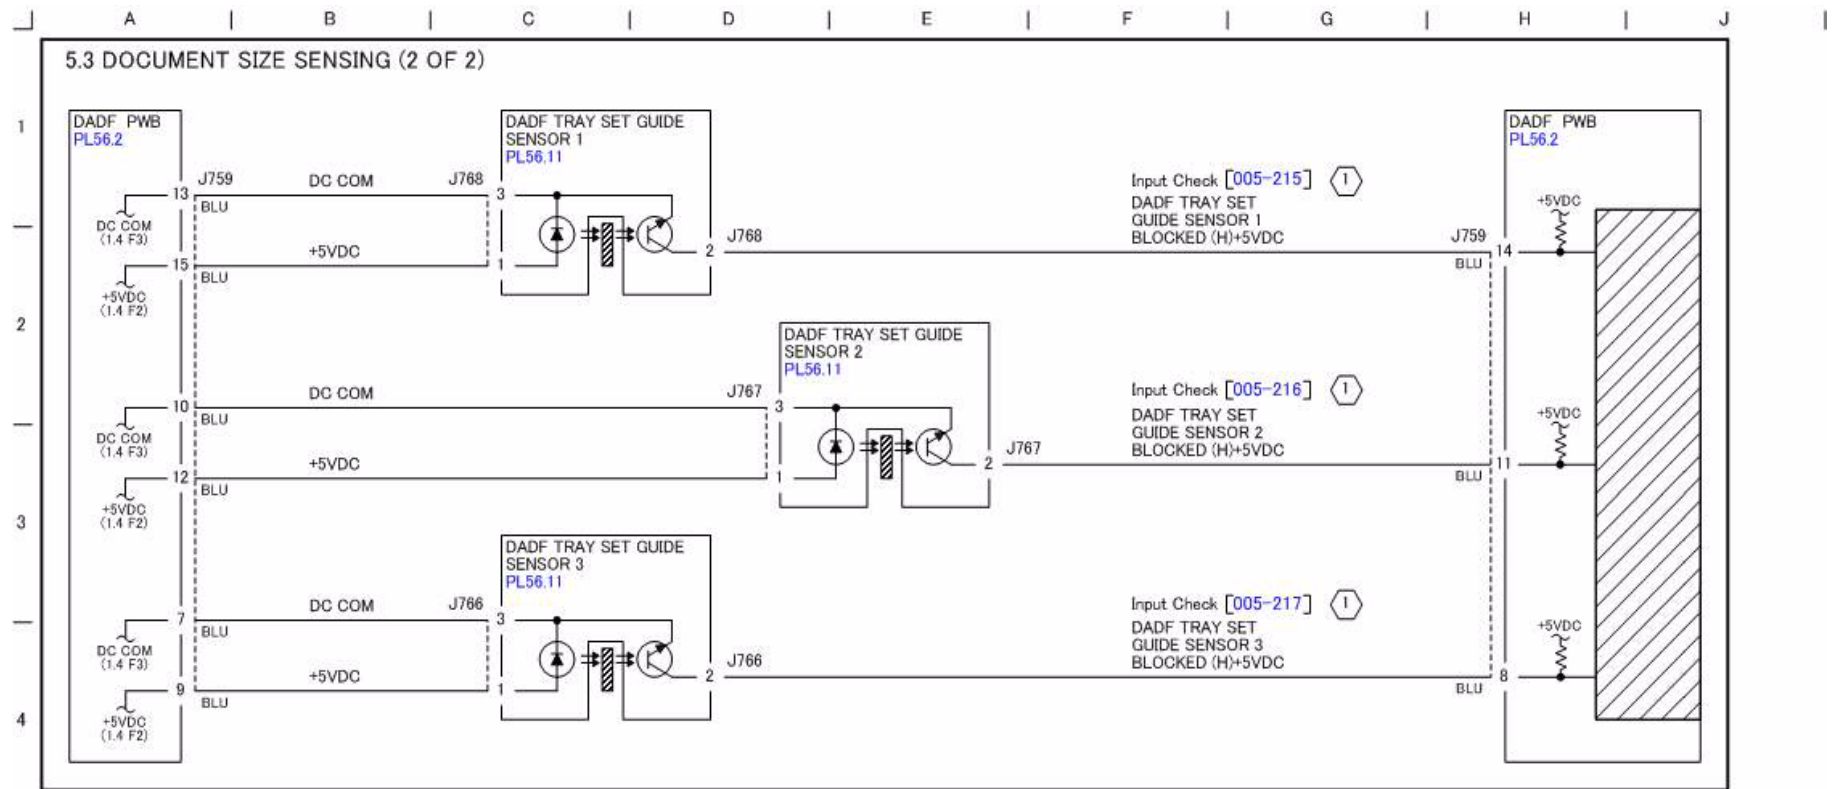 A B C D E F G H J
5.3 DOCUMENT SIZE SENSING (2 OF 2)
1
DADF PWB
PL56.2
13
J759
BLU
DC COM
DC COM
(1.4 F3)
15
BLU
+5VDC
+5VDC
(1.4 F2)
J768
DADF TRAY SET GUIDE
SENSOR 1
PL56.11
3
1
2
J768
Input Check [005-215] 1
DADF TRAY SET
GUIDE SENSOR 1
BLOCKED (H)+5VDC
J759
BLU
DADF PWB
PL56.2
+5VDC
14
2
10
BLU
DC COM
DC COM
(1.4 F3)
12
BLU
+5VDC
+5VDC
(1.4 F2)
J767
DADF TRAY SET GUIDE
SENSOR 2
PL56.11
3
1
2
J767
Input Check [005-216] 1
DADF TRAY SET
GUIDE SENSOR 2
BLOCKED (H)+5VDC
BLU
11
+5VDC
3
7
BLU
DC COM
DC COM
(1.4 F3)
9
BLU
+5VDC
+5VDC
(1.4 F2)
J766
DADF TRAY SET GUIDE
SENSOR 3
PL56.11
3
1
2
J766
Input Check [005-217] 1
DADF TRAY SET
GUIDE SENSOR 3
BLOCKED (H)+5VDC
BLU
8
+5VDC
4